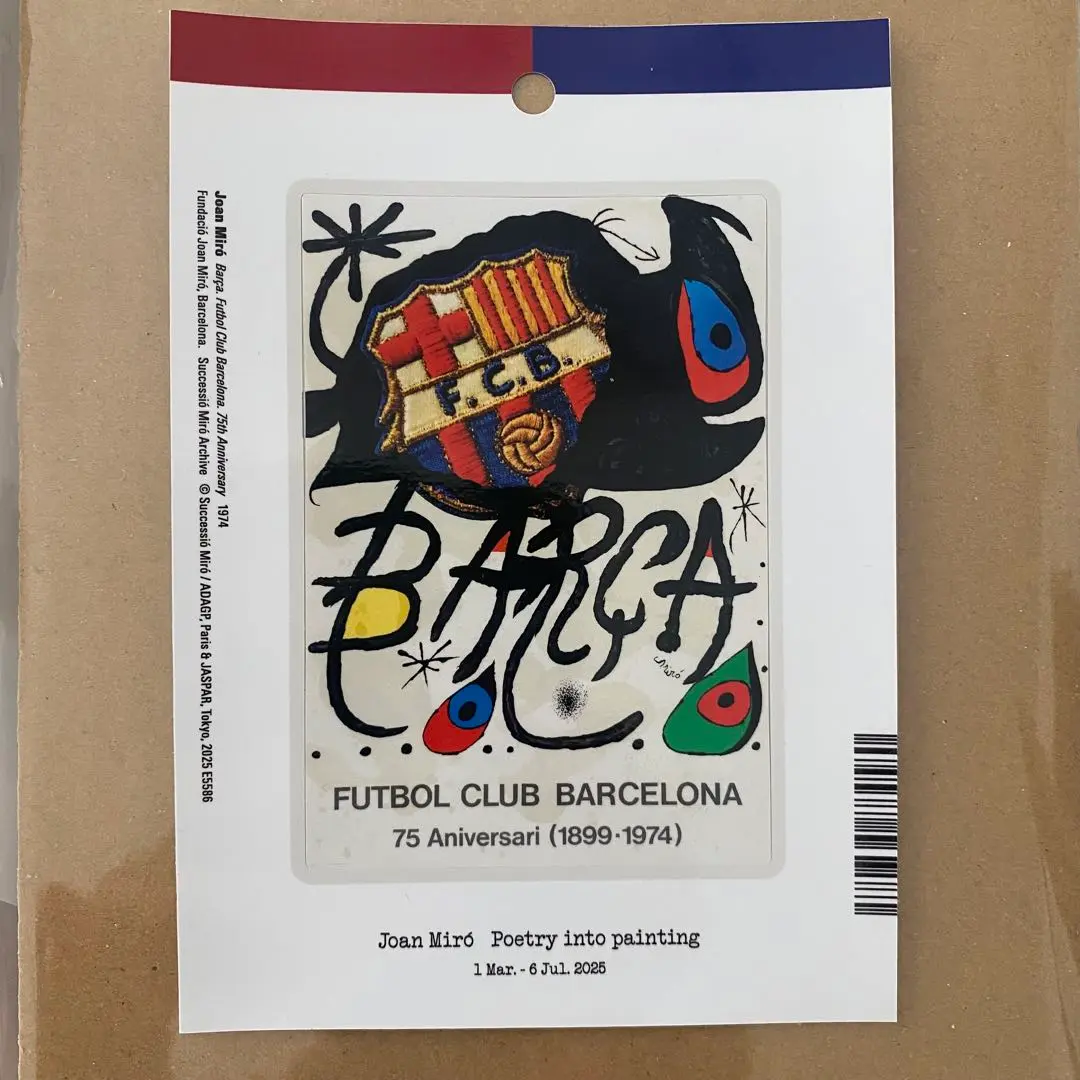 Joan Miró Barça. Futbol Club Barcelona. 75th Anniversary 1974
Fundació Joan Miró, Barcelona. Successió Miró Archive © Successió Miró / ADAGP, Paris & JASPAR, Tokyo, 2025 E5586
F.C.B.
BARÇA
Miró
FUTBOL CLUB BARCELONA
75 Aniversari (1899·1974)
Joan Miró Poetry into painting
1 Mar. - 6 Jul. 2025